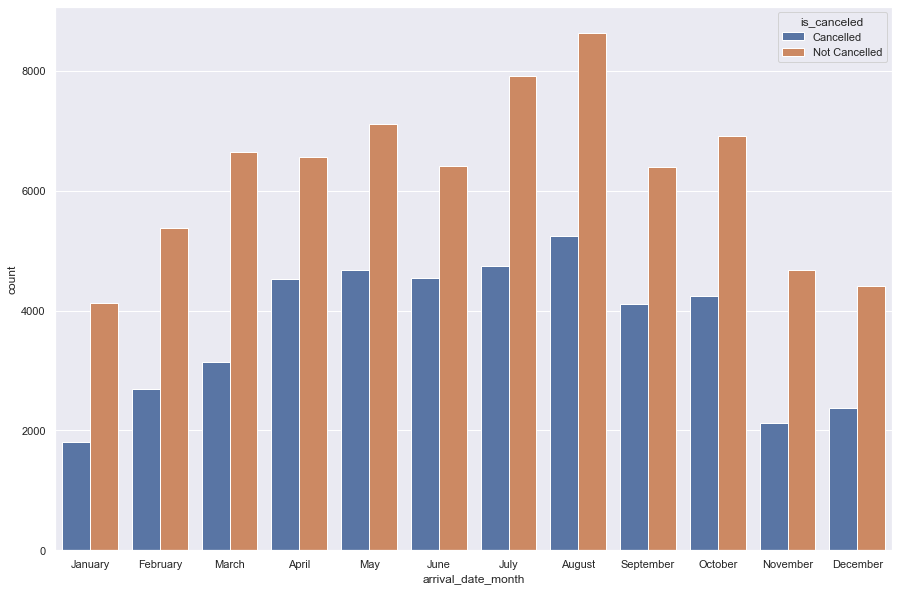 is_canceled
Cancelled
Not Cancelled
8000
6000
4000
2000
0
count
January February March April May June July August September October November December
arrival_date_month